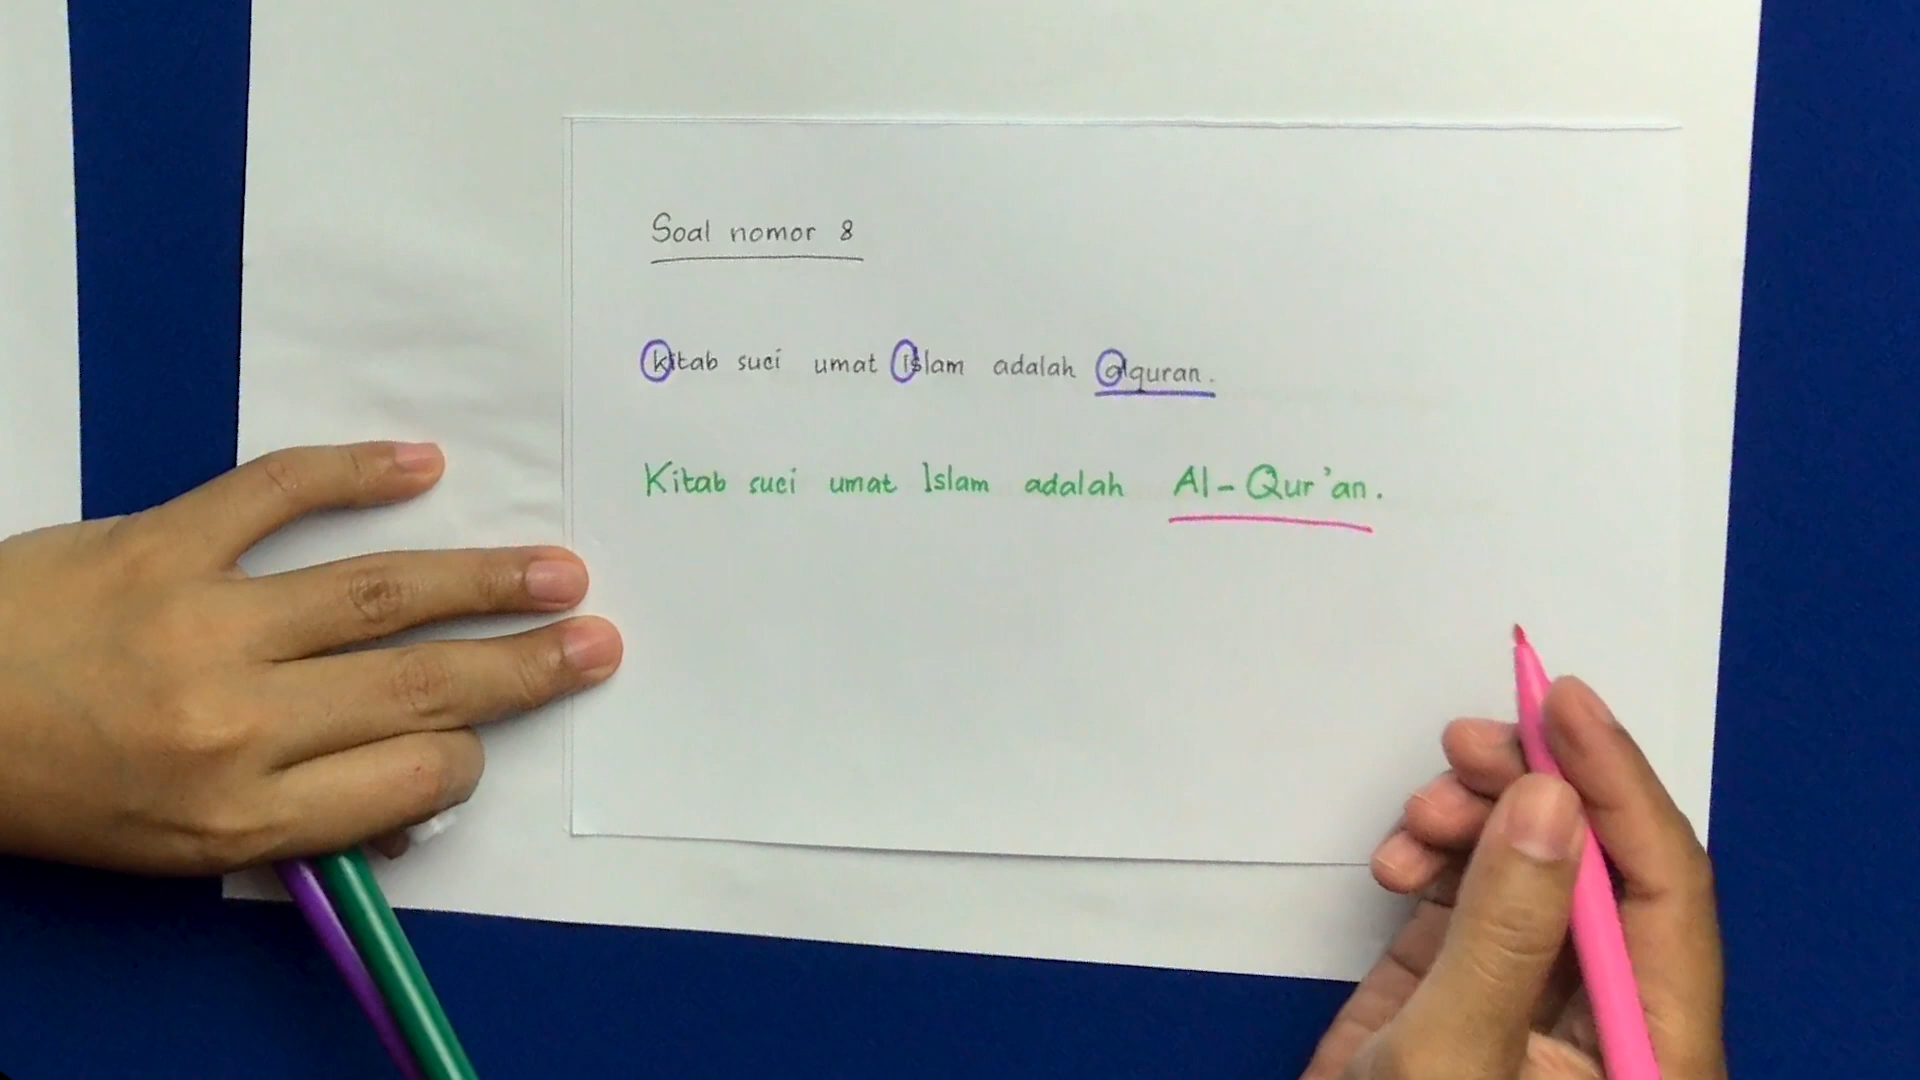 Soal nomor 8
kitab suci umat islam adalah alquran.
Kitab suci umat Islam adalah Al-Qur'an.